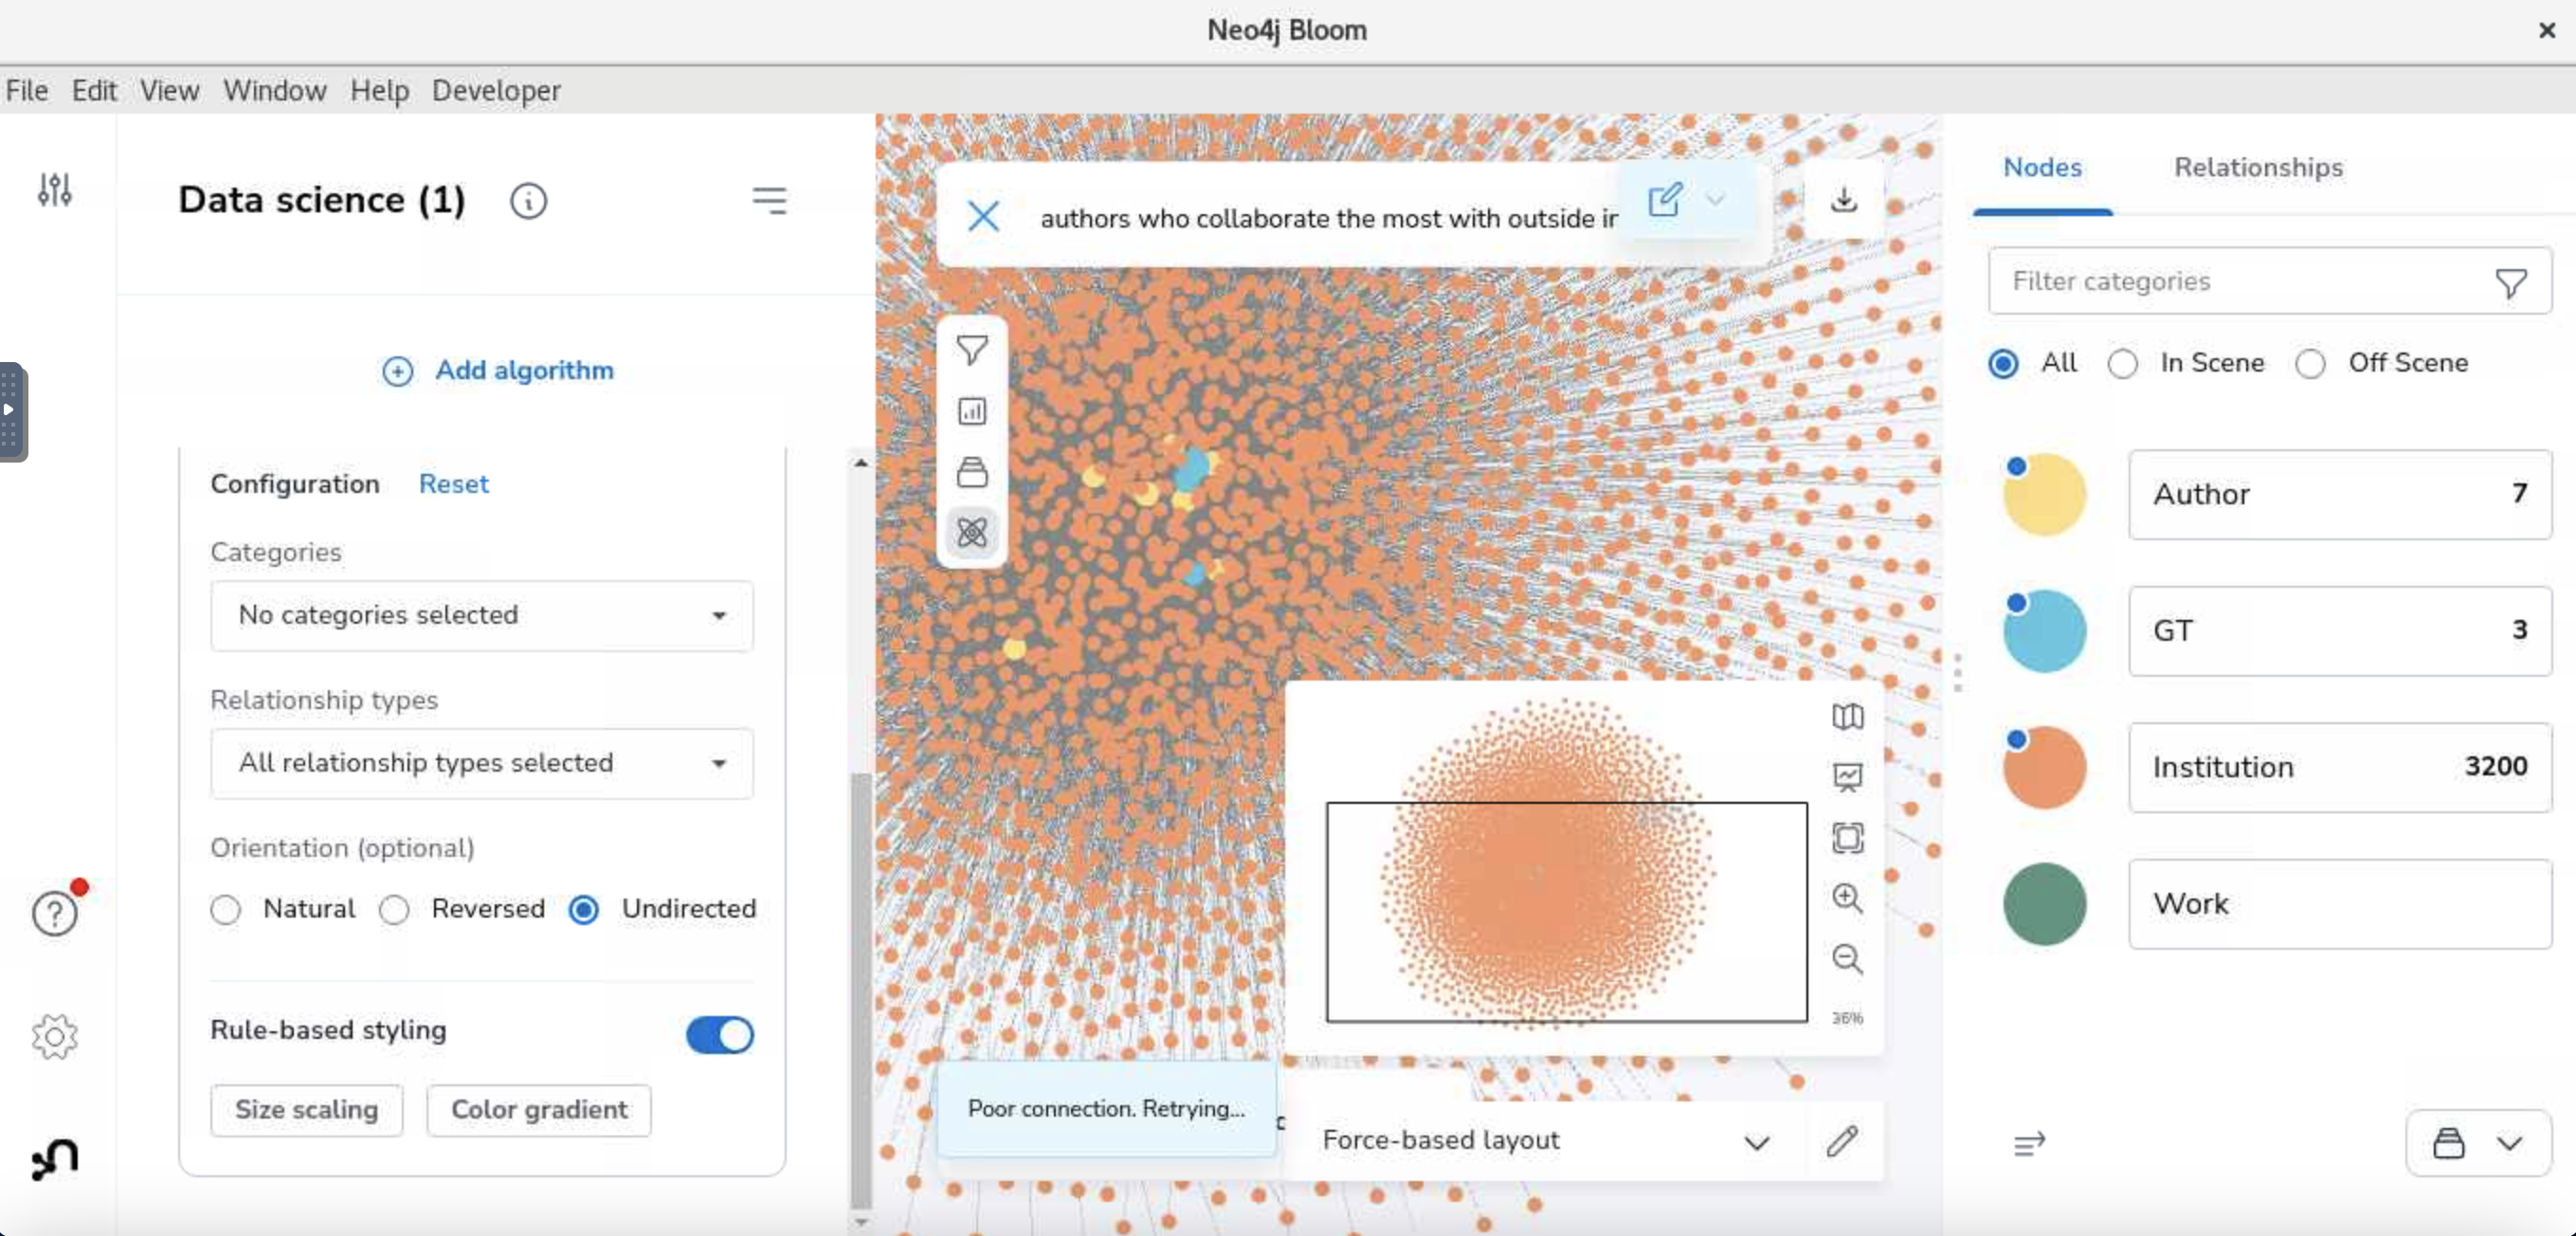 Neo4j Bloom
File Edit View Window Help Developer
Data science (1)
Add algorithm
Configuration Reset
Categories
No categories selected
Relationship types
All relationship types selected
Orientation (optional)
Natural Reversed Undirected
Rule-based styling
Size scaling Color gradient
authors who collaborate the most with outside in
36%
Poor connection. Retrying...
Force-based layout
Nodes Relationships
Filter categories
All In Scene Off Scene
Author 7
GT 3
Institution 3200
Work